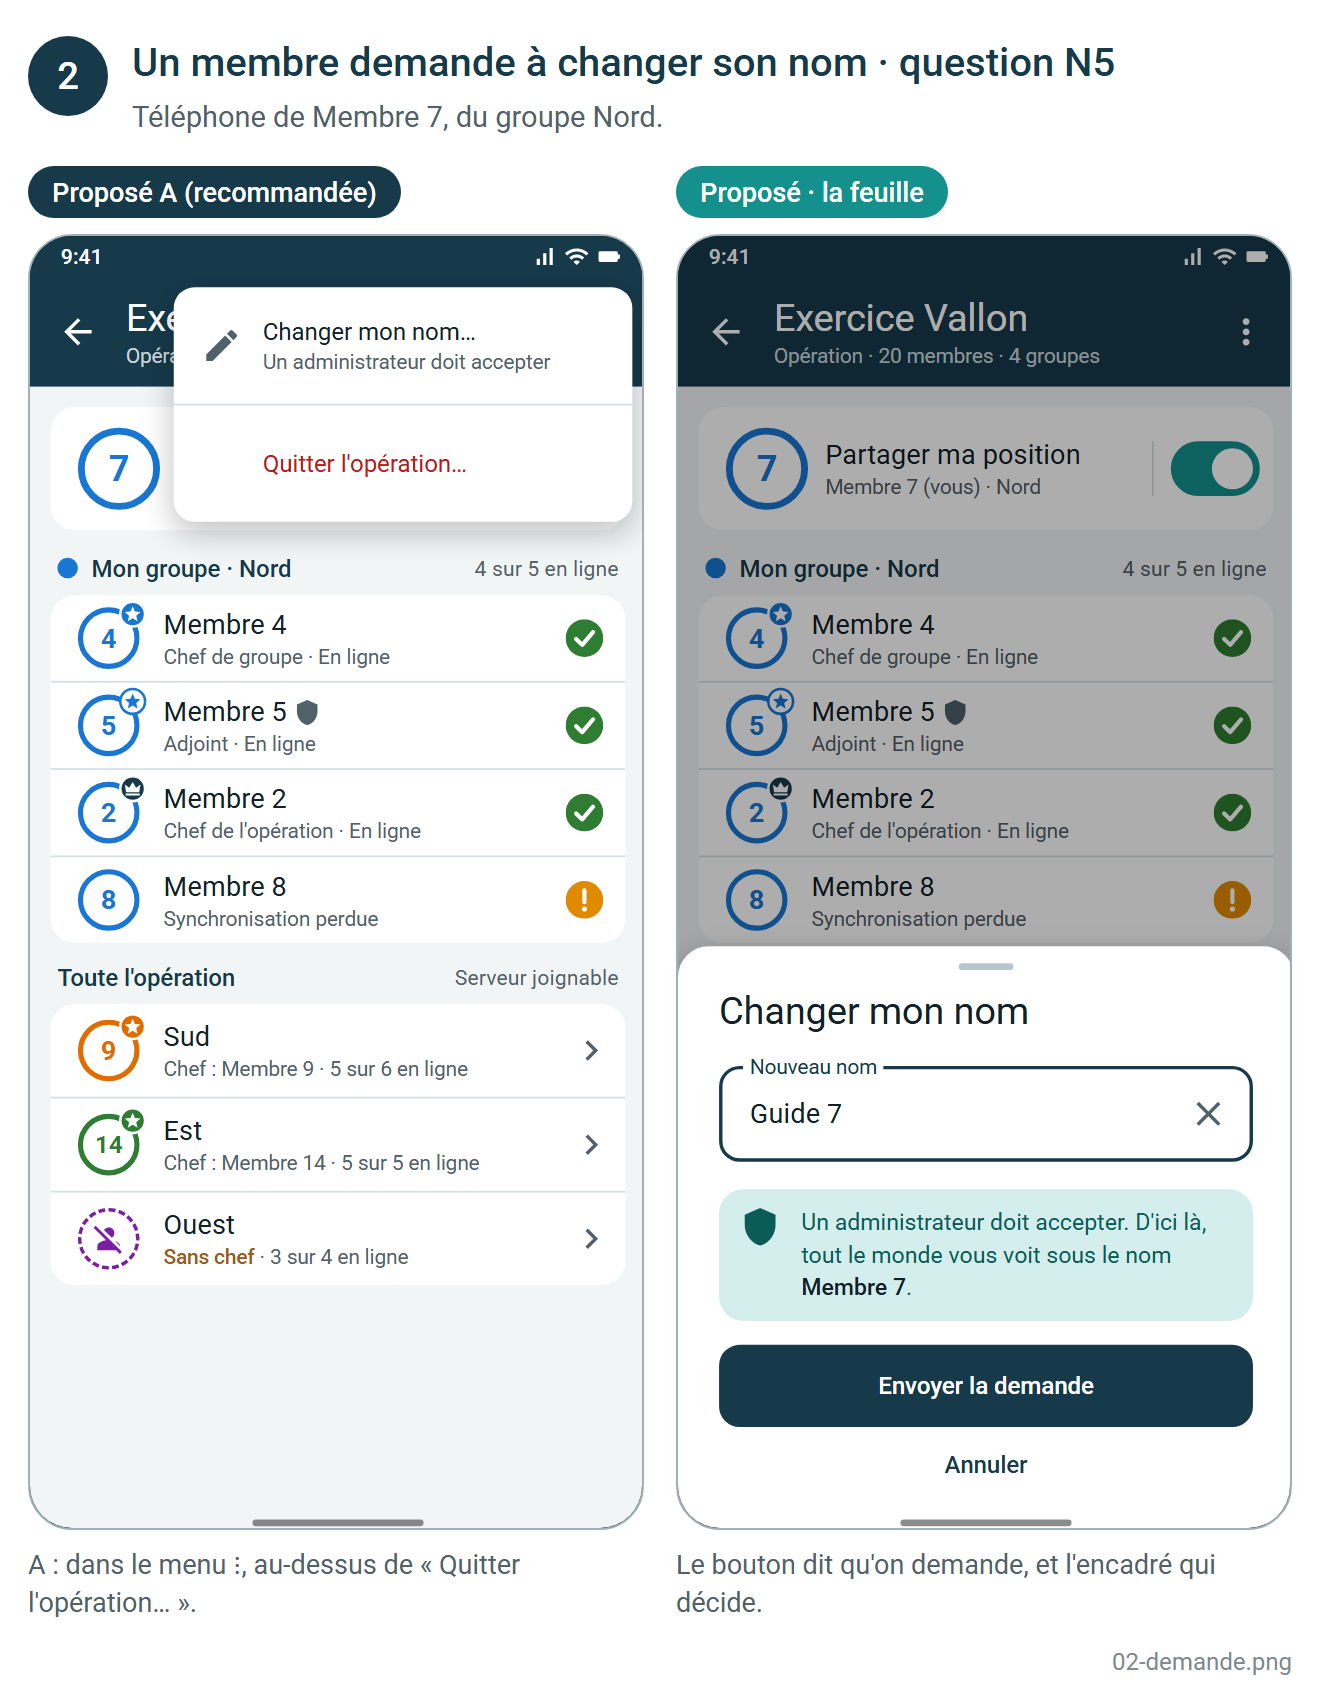 2
Un membre demande à changer son nom · question N5
Téléphone de Membre 7, du groupe Nord.
Proposé A (recommandée)
9:41
Exe
Opéra
Changer mon nom…
Un administrateur doit accepter
Quitter l'opération…
7
Mon groupe · Nord
4 sur 5 en ligne
4
Membre 4
Chef de groupe · En ligne
5
Membre 5
Adjoint · En ligne
2
Membre 2
Chef de l'opération · En ligne
8
Membre 8
Synchronisation perdue
Toute l'opération
Serveur joignable
9
Sud
Chef : Membre 9 · 5 sur 6 en ligne
14
Est
Chef : Membre 14 · 5 sur 5 en ligne
Ouest
Sans chef · 3 sur 4 en ligne
A : dans le menu ⋮, au-dessus de « Quitter
l'opération… ».
Proposé · la feuille
9:41
Exercice Vallon
Opération · 20 membres · 4 groupes
7
Partager ma position
Membre 7 (vous) · Nord
Mon groupe · Nord
4 sur 5 en ligne
4
Membre 4
Chef de groupe · En ligne
5
Membre 5
Adjoint · En ligne
2
Membre 2
Chef de l'opération · En ligne
8
Membre 8
Synchronisation perdue
Changer mon nom
Nouveau nom
Guide 7
Un administrateur doit accepter. D'ici là,
tout le monde vous voit sous le nom
Membre 7.
Envoyer la demande
Annuler
Le bouton dit qu'on demande, et l'encadré qui
décide.
02-demande.png